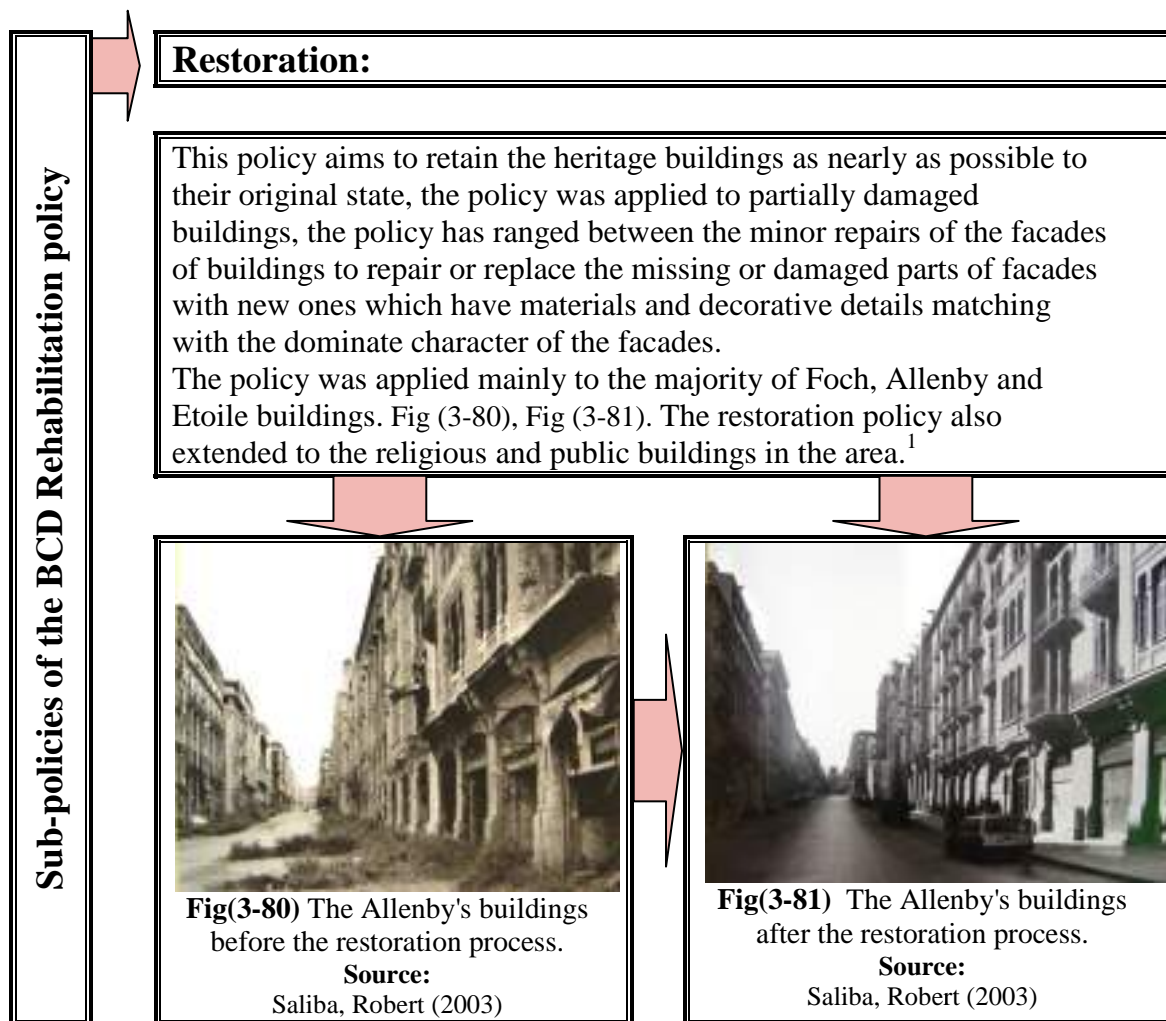 Sub-policies of the BCD Rehabilitation policy
Restoration:
This policy aims to retain the heritage buildings as nearly as possible to
their original state, the policy was applied to partially damaged
buildings, the policy has ranged between the minor repairs of the facades
of buildings to repair or replace the missing or damaged parts of facades
with new ones which have materials and decorative details matching
with the dominate character of the facades.
The policy was applied mainly to the majority of Foch, Allenby and
Etoile buildings. Fig (3-80), Fig (3-81). The restoration policy also
extended to the religious and public buildings in the area.1
Fig(3-80) The Allenby's buildings
before the restoration process.
Source:
Saliba, Robert (2003)
Fig(3-81) The Allenby's buildings
after the restoration process.
Source:
Saliba, Robert (2003)